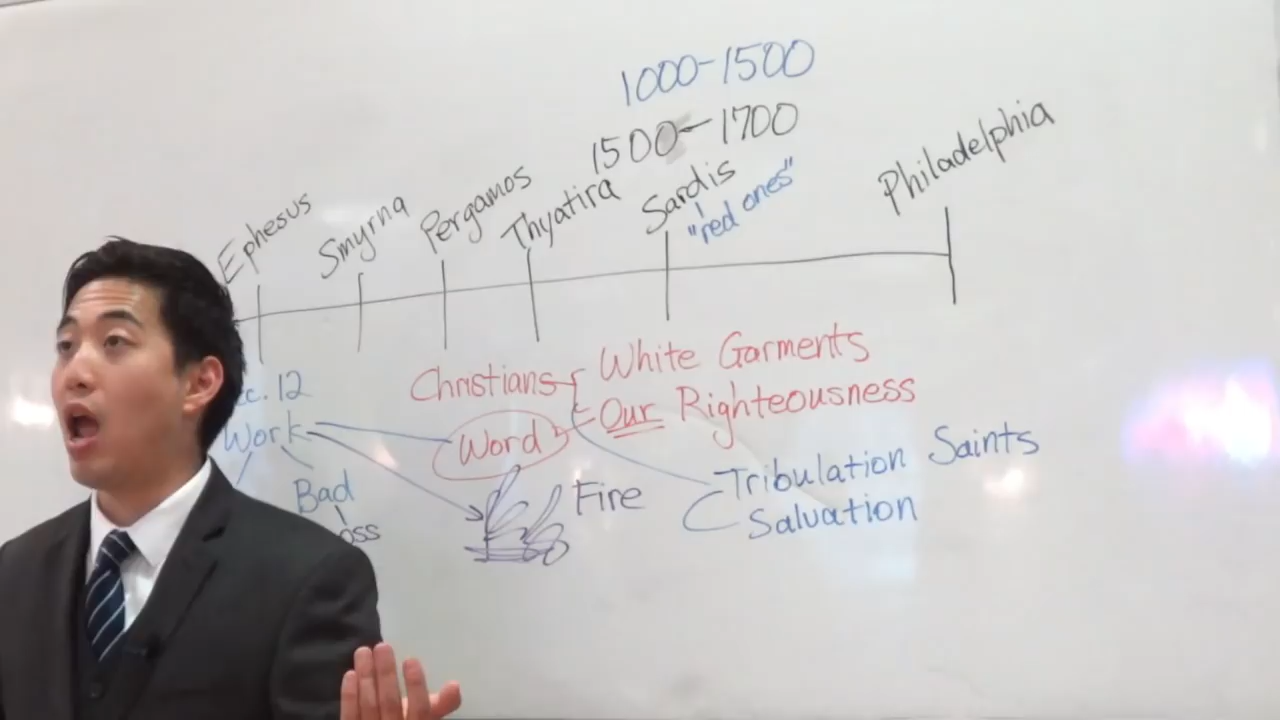 1000-1500
1500-1700
Ephesus Smyrna Pergamos Thyatira Sardis Philadelphia
"red ones"
Christians White Garments
Our Righteousness
12
Work Word
Tribulation Saints
Bad Fire
Salvation